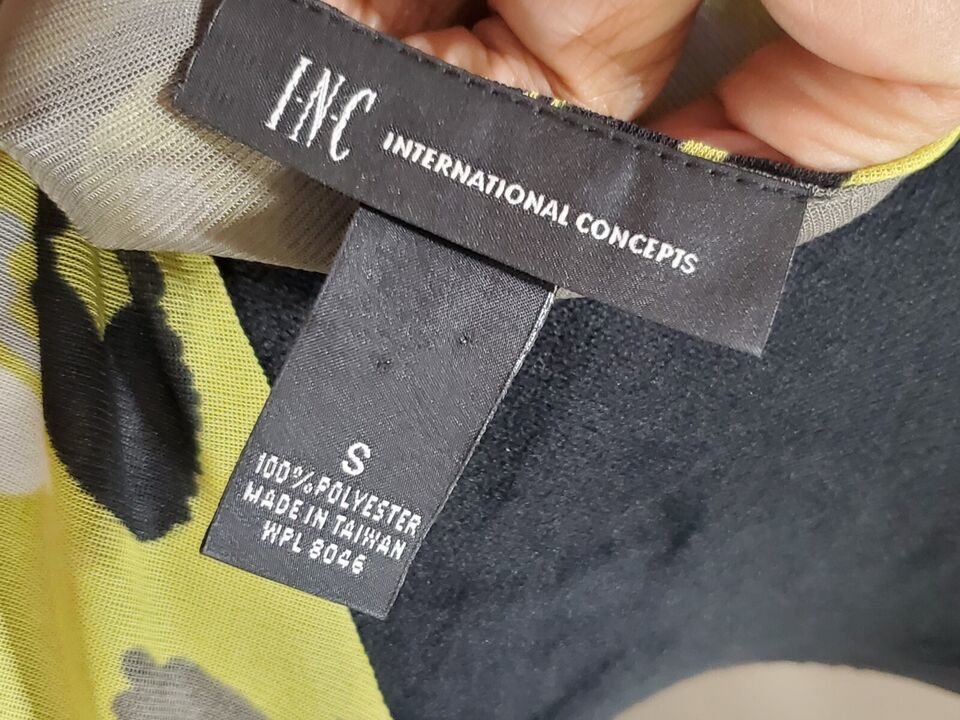 I·N·C INTERNATIONAL CONCEPTS
S
100% POLYESTER
MADE IN TAIWAN
WPL 8046